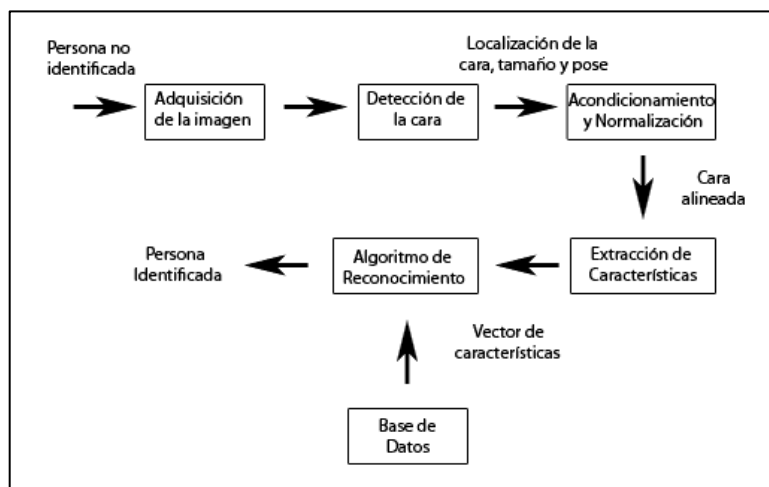 Persona no
identificada
Adquisición
de la imagen
Detección de
la cara
Localización de la
cara, tamaño y pose
Acondicionamiento
y Normalización
Cara
alineada
Extracción de
Características
Algoritmo de
Reconocimiento
Persona
Identificada
Vector de
características
Base de
Datos